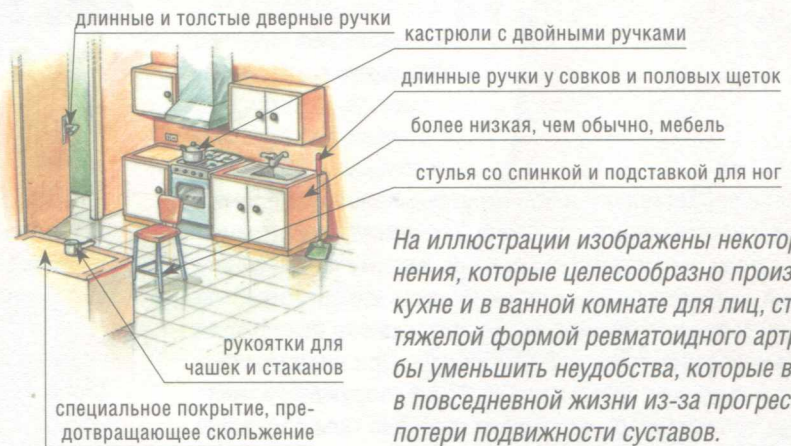 длинные и толстые дверные ручки
кастрюли с двойными ручками
длинные ручки у совков и половых щеток
более низкая, чем обычно, мебель
стулья со спинкой и подставкой для ног
рукоятки для
чашек и стаканов
специальное покрытие, пре-
дотвращающее скольжение
На иллюстрации изображены некотор
нения, которые целесообразно произ
кухне и в ванной комнате для лиц, ст
тяжелой формой ревматоидного артр
бы уменьшить неудобства, которые в
в повседневной жизни из-за прогрес
потери подвижности суставов.